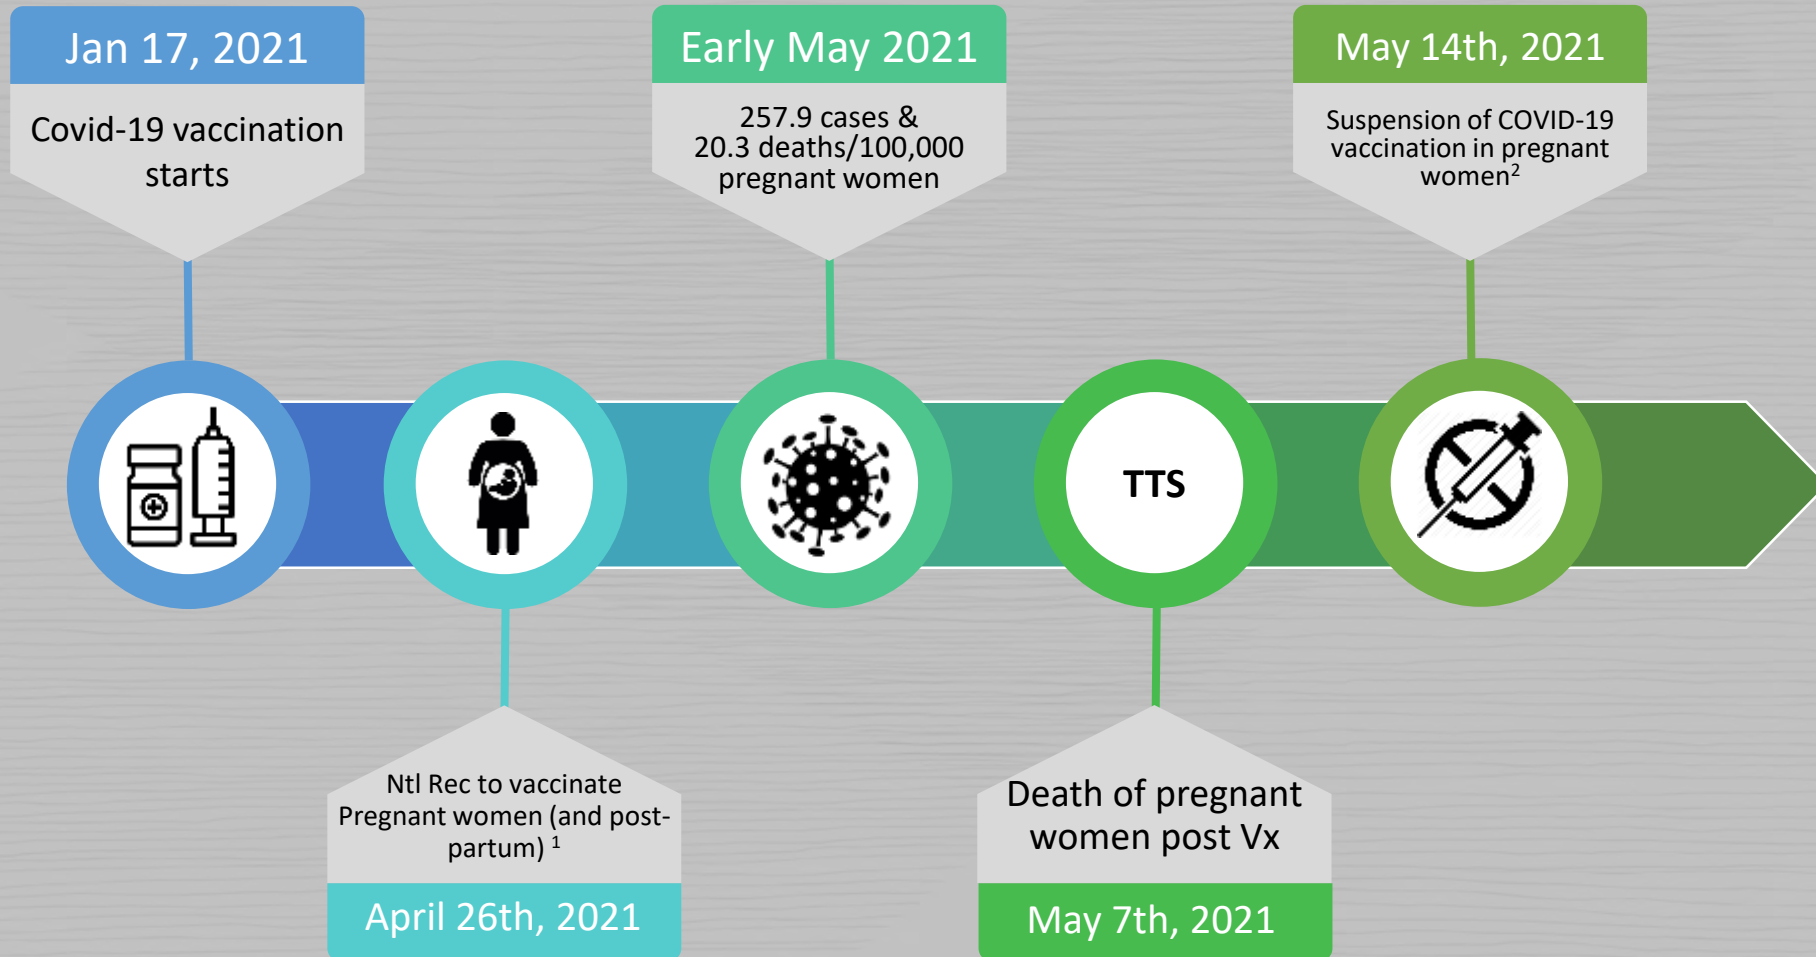 Jan 17, 2021
Covid-19 vaccination
starts
Ntl Rec to vaccinate
Pregnant women (and post-
partum) 1
April 26th, 2021
Early May 2021
257.9 cases &
20.3 deaths/100,000
pregnant women
TTS
Death of pregnant
women post Vx
May 7th, 2021
May 14th, 2021
Suspension of COVID-19
vaccination in pregnant
women2